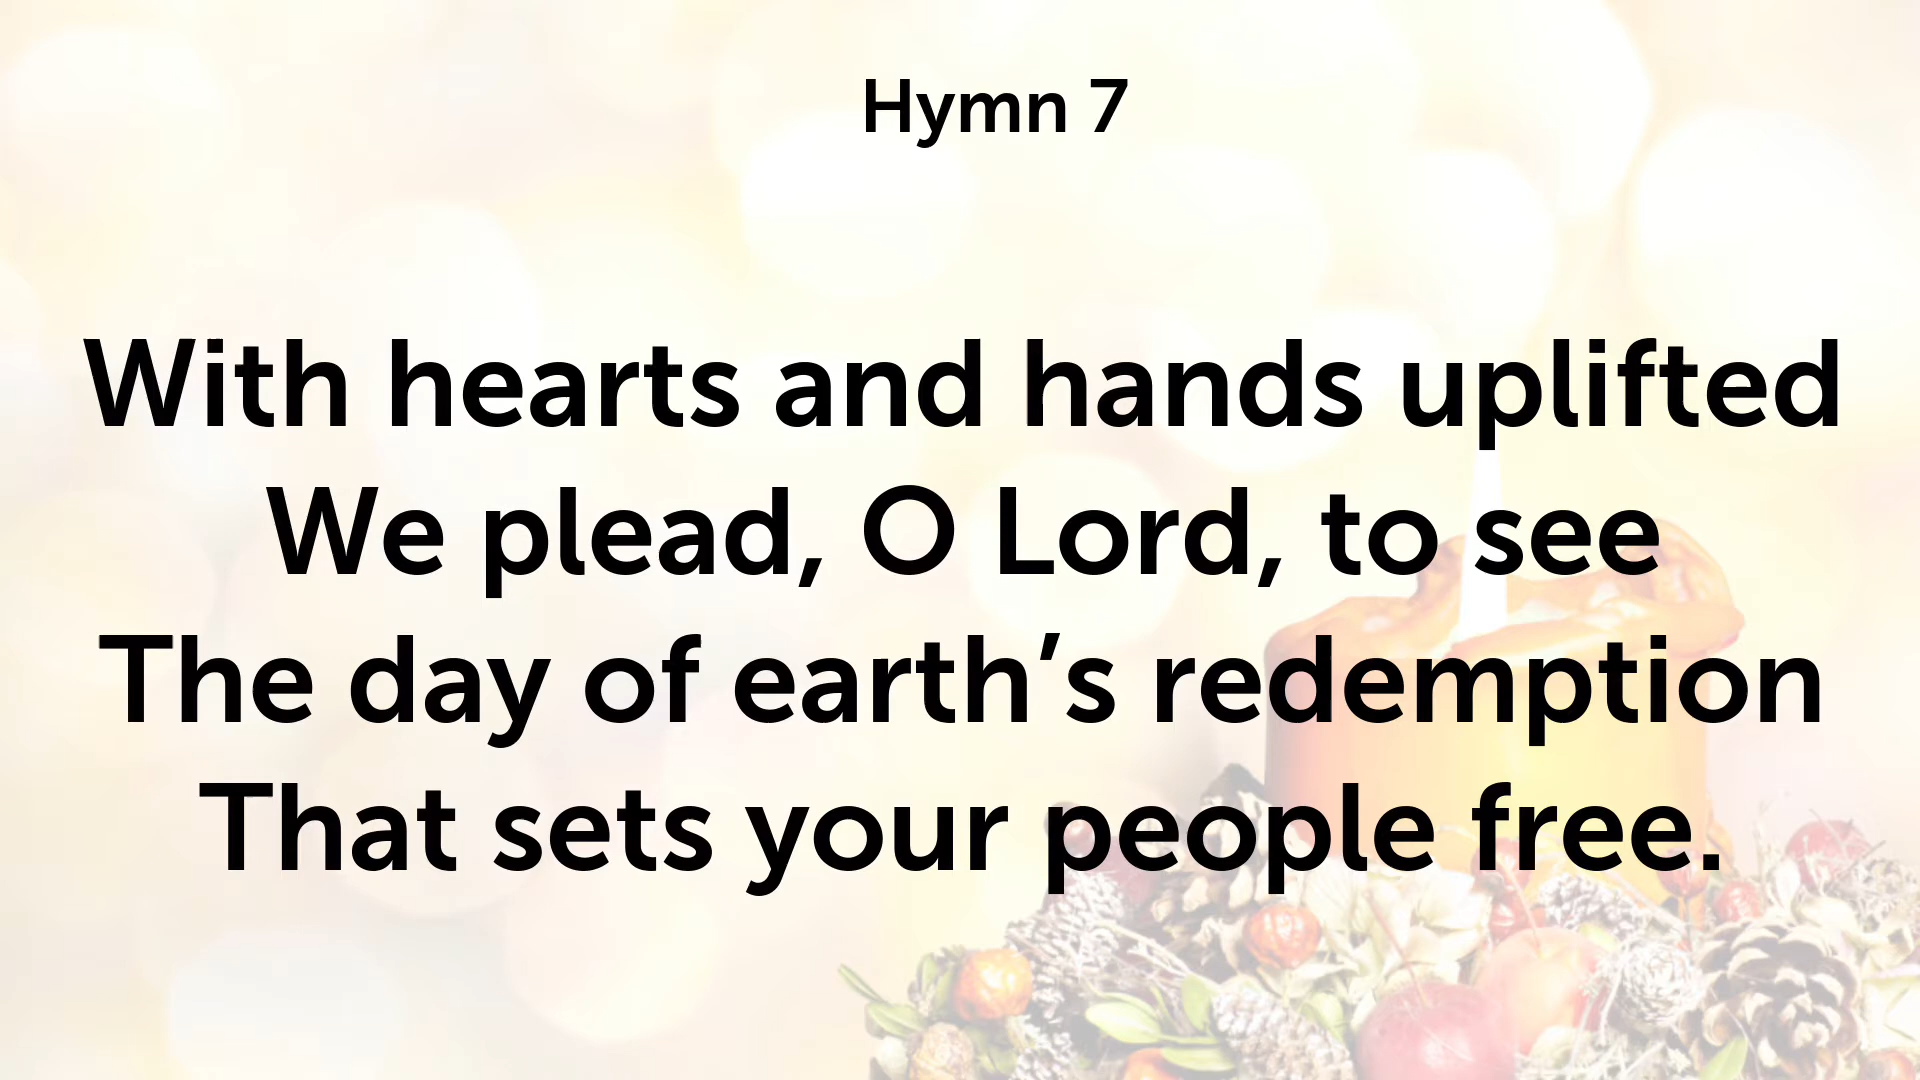 Hymn 7
With hearts and hands uplifted
We plead, O Lord, to see
The day of earth’s redemption
That sets your people free.